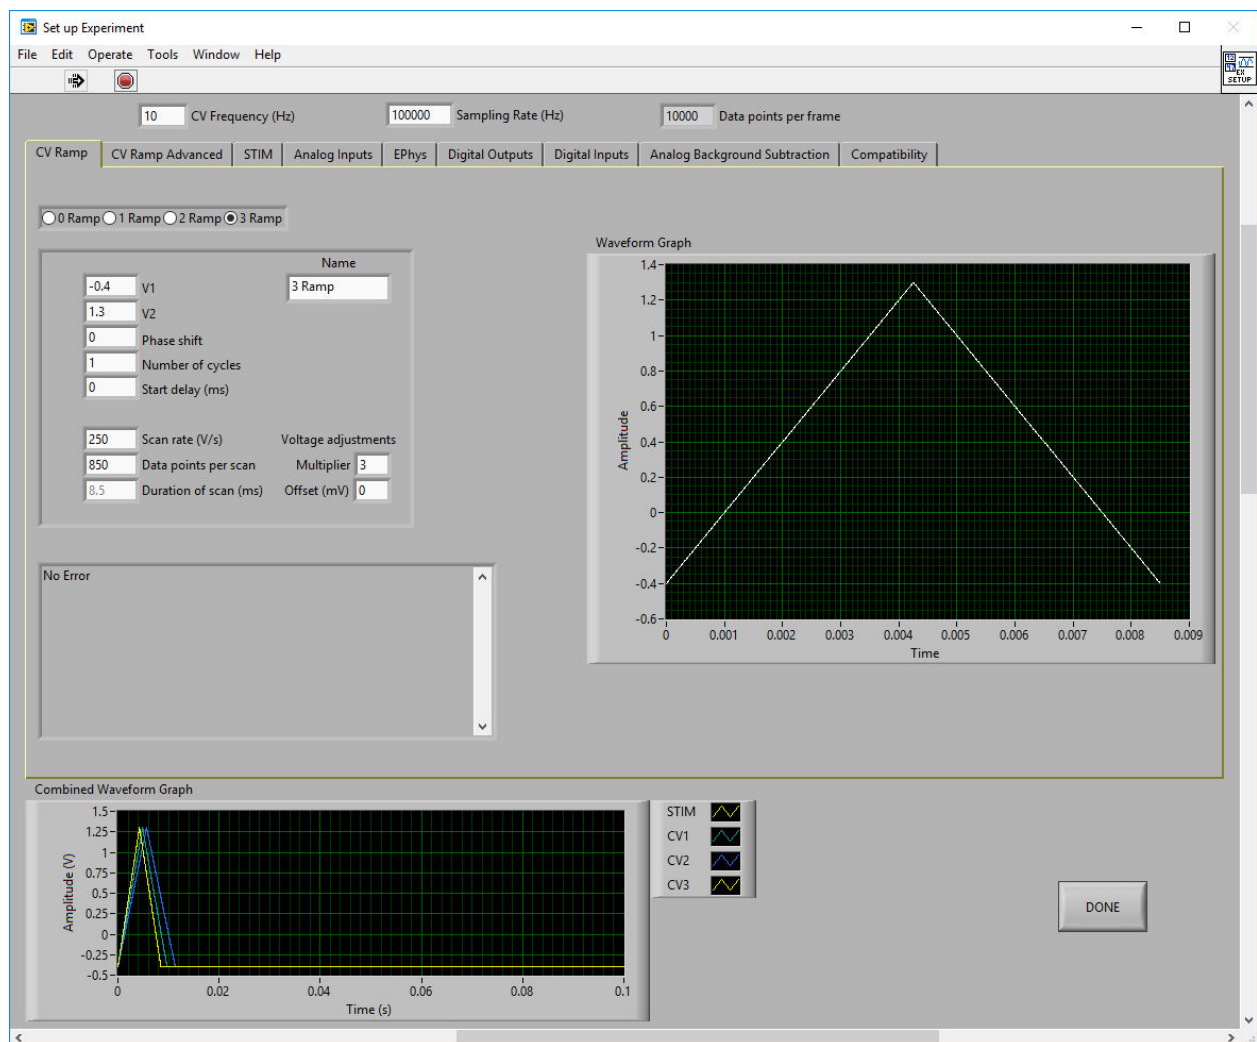 Set up Experiment
File Edit Operate Tools Window Help
EX
SETUP
10 CV Frequency (Hz) 100000 Sampling Rate (Hz) 10000 Data points per frame
CV Ramp CV Ramp Advanced STIM Analog Inputs EPhys Digital Outputs Digital Inputs Analog Background Subtraction Compatibility
0 Ramp 1 Ramp 2 Ramp 3 Ramp
Name
3 Ramp
-0.4 V1
1.3 V2
0 Phase shift
1 Number of cycles
0 Start delay (ms)
250 Scan rate (V/s) Voltage adjustments
850 Data points per scan Multiplier 3
8.5 Duration of scan (ms) Offset (mV) 0
No Error
Waveform Graph
Amplitude
1.4
1.2
1
0.8
0.6
0.4
0.2
0
-0.2
-0.4
-0.6
0 0.001 0.002 0.003 0.004 0.005 0.006 0.007 0.008 0.009
Time
Combined Waveform Graph
Amplitude (V)
1.5
1.25
1
0.75
0.5
0.25
0
-0.25
-0.5
0 0.02 0.04 0.06 0.08 0.1
Time (s)
STIM
CV1
CV2
CV3
DONE